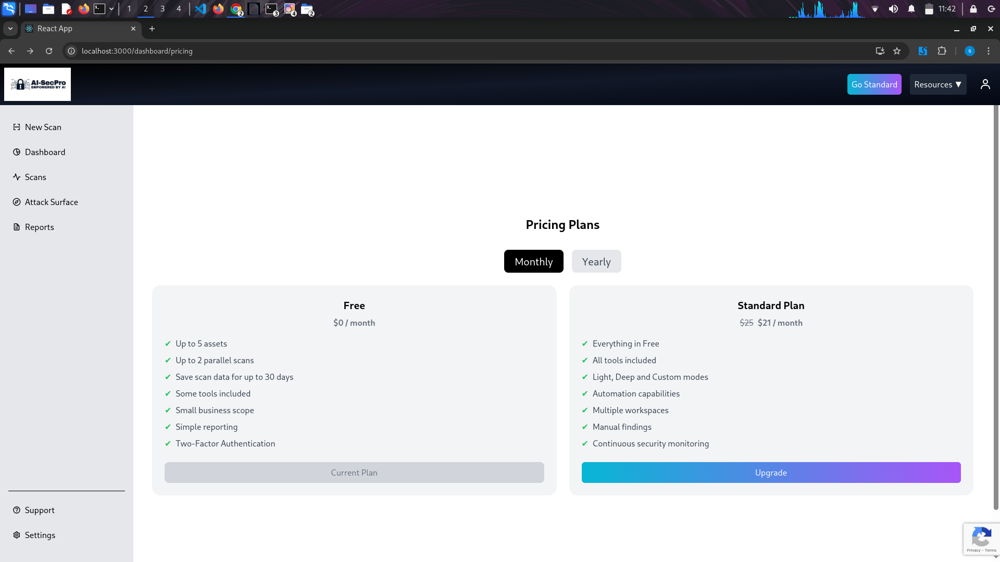 1 2 3 4 2 3 4 2 11:42
React App
localhost:3000/dashboard/pricing S
AI-SecPro
EMPOWERED BY AI
Go Standard
Resources ▼
New Scan
Dashboard
Scans
Attack Surface
Reports
Support
Settings
Pricing Plans
Monthly Yearly
Free
$0 / month
✔ Up to 5 assets
✔ Up to 2 parallel scans
✔ Save scan data for up to 30 days
✔ Some tools included
✔ Small business scope
✔ Simple reporting
✔ Two-Factor Authentication
Current Plan
Standard Plan
$25 $21 / month
✔ Everything in Free
✔ All tools included
✔ Light, Deep and Custom modes
✔ Automation capabilities
✔ Multiple workspaces
✔ Manual findings
✔ Continuous security monitoring
Upgrade
Privacy - Terms